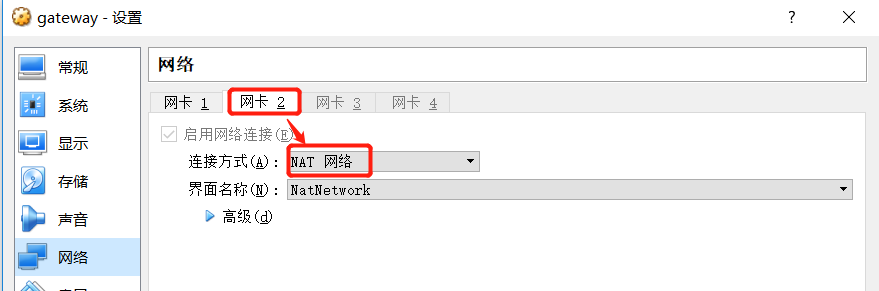 gateway - 设置
?
常规
系统
显示
存储
声音
网络
网络
网卡 1
网卡 2
网卡 3
网卡 4
启用网络连接(E)
连接方式(A): NAT 网络
界面名称(N): NatNetwork
高级(d)